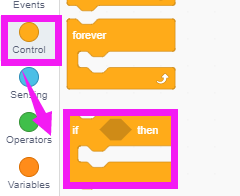 Events
Control
Sensing
Operators
Variables
forever
if then